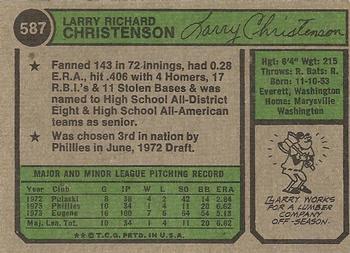 587
LARRY RICHARD
CHRISTENSON
Larry Christenson
★ Fanned 143 in 72 innings, had 0.28
E.R.A., hit .406 with 4 Homers, 17
R.B.I.'s & 11 Stolen Bases & was
named to High School All-District
Eight & High School All-American
teams as senior.
★ Was chosen 3rd in nation by
Phillies in June, 1972 Draft.
Hgt: 6'4" Wgt: 215
Throws: R. Bats: R.
Born: 11-10-53
Everett, Washington
Home: Marysville
Washington
MAJOR AND MINOR LEAGUE PITCHING RECORD
Year Club G IP W L SO BB ERA
1972 Pulaski 8 38 4 2 42 14 2.84
1973 Phillies 10 34 1 4 11 20 6.62
1973 Eugene 16 100 7 6 64 54 5.13
Maj. Lea. Tot. 10 34 1 4 11 20 6.62
★★ © T.C.G. PRTD. IN U.S.A.
LARRY WORKS
FOR A LUMBER
COMPANY
OFF-SEASON.